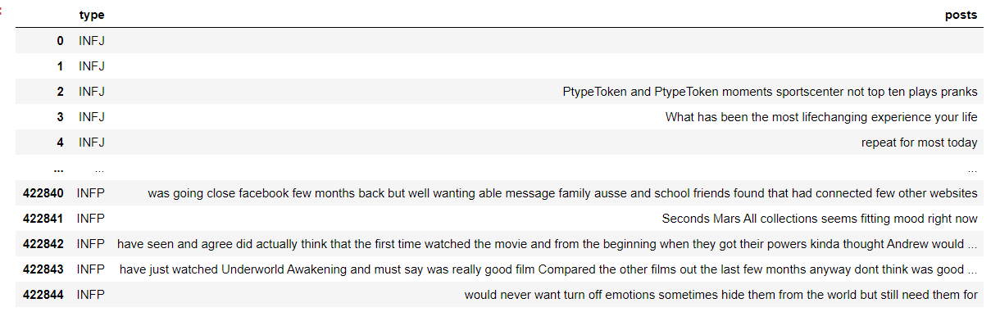 type posts
0 INFJ
1 INFJ
2 INFJ PtypeToken and PtypeToken moments sportscenter not top ten plays pranks
3 INFJ What has been the most lifechanging experience your life
4 INFJ repeat for most today
... ... ...
422840 INFP was going close facebook few months back but well wanting able message family ausse and school friends found that had connected few other websites
422841 INFP Seconds Mars All collections seems fitting mood right now
422842 INFP have seen and agree did actually think that the first time watched the movie and from the beginning when they got their powers kinda thought Andrew would ...
422843 INFP have just watched Underworld Awakening and must say was really good film Compared the other films out the last few months anyway dont think was good ...
422844 INFP would never want turn off emotions sometimes hide them from the world but still need them for